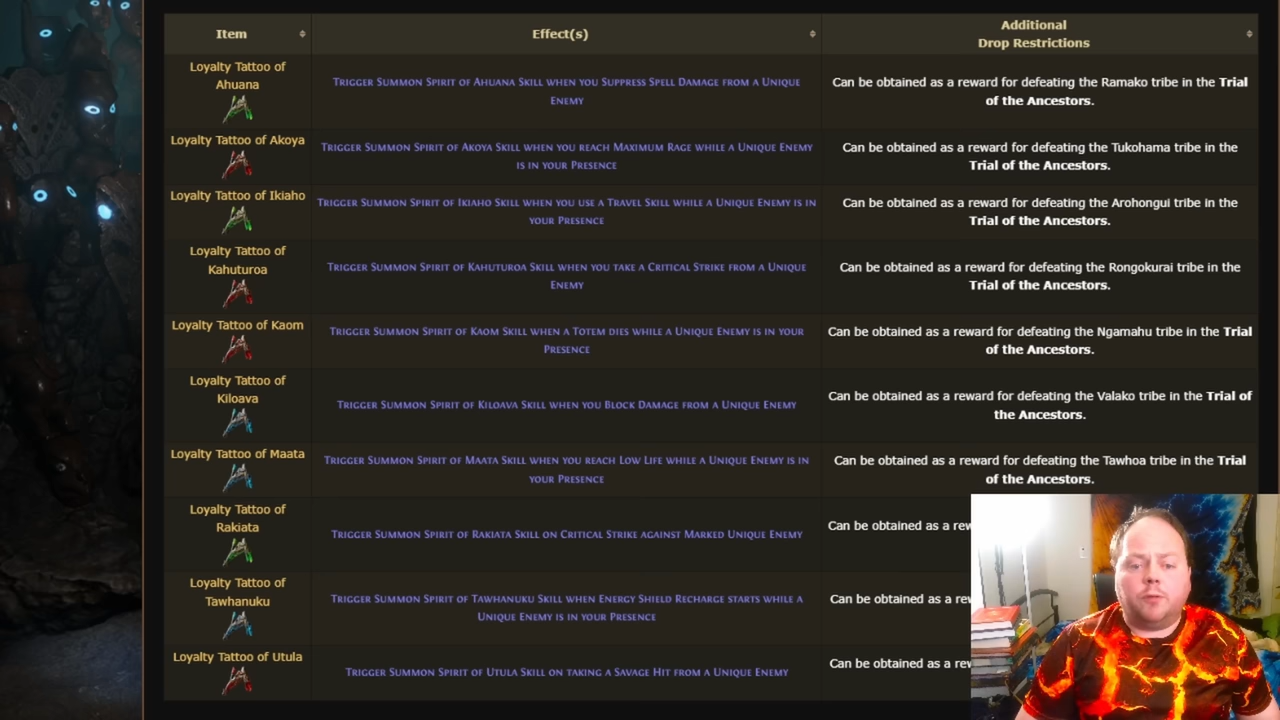 Item
Effect(s)
Additional
Drop Restrictions
Loyalty Tattoo of
Ahuana
Trigger Summon Spirit of Ahuana Skill when you Suppress Spell Damage from a Unique
Enemy
Can be obtained as a reward for defeating the Ramako tribe in the Trial
of the Ancestors.
Loyalty Tattoo of Akoya
Trigger Summon Spirit of Akoya Skill when you reach Maximum Rage while a Unique Enemy
is in your Presence
Can be obtained as a reward for defeating the Tukohama tribe in the
Trial of the Ancestors.
Loyalty Tattoo of Ikiaho
Trigger Summon Spirit of Ikiaho Skill when you use a Travel Skill while a Unique Enemy is in
your Presence
Can be obtained as a reward for defeating the Arohongui tribe in the
Trial of the Ancestors.
Loyalty Tattoo of
Kahuturoa
Trigger Summon Spirit of Kahuturoa Skill when you take a Critical Strike from a Unique
Enemy
Can be obtained as a reward for defeating the Rongokurai tribe in the
Trial of the Ancestors.
Loyalty Tattoo of Kaom
Trigger Summon Spirit of Kaom Skill when a Totem dies while a Unique Enemy is in your
Presence
Can be obtained as a reward for defeating the Ngamahu tribe in the Trial
of the Ancestors.
Loyalty Tattoo of
Kiloava
Trigger Summon Spirit of Kiloava Skill when you Block Damage from a Unique Enemy
Can be obtained as a reward for defeating the Valako tribe in the Trial of
the Ancestors.
Loyalty Tattoo of Maata
Trigger Summon Spirit of Maata Skill when you reach Low Life while a Unique Enemy is in
your Presence
Can be obtained as a reward for defeating the Tawhoa tribe in the Trial
of the Ancestors.
Loyalty Tattoo of
Rakiata
Trigger Summon Spirit of Rakiata Skill on Critical Strike against Marked Unique Enemy
Can be obtained as a rew
Loyalty Tattoo of
Tawhanuku
Trigger Summon Spirit of Tawhanuku Skill when Energy Shield Recharge starts while a
Unique Enemy is in your Presence
Can be obtained as a rew
Loyalty Tattoo of Utula
Trigger Summon Spirit of Utula Skill on taking a Savage Hit from a Unique Enemy
Can be obtained as a rew